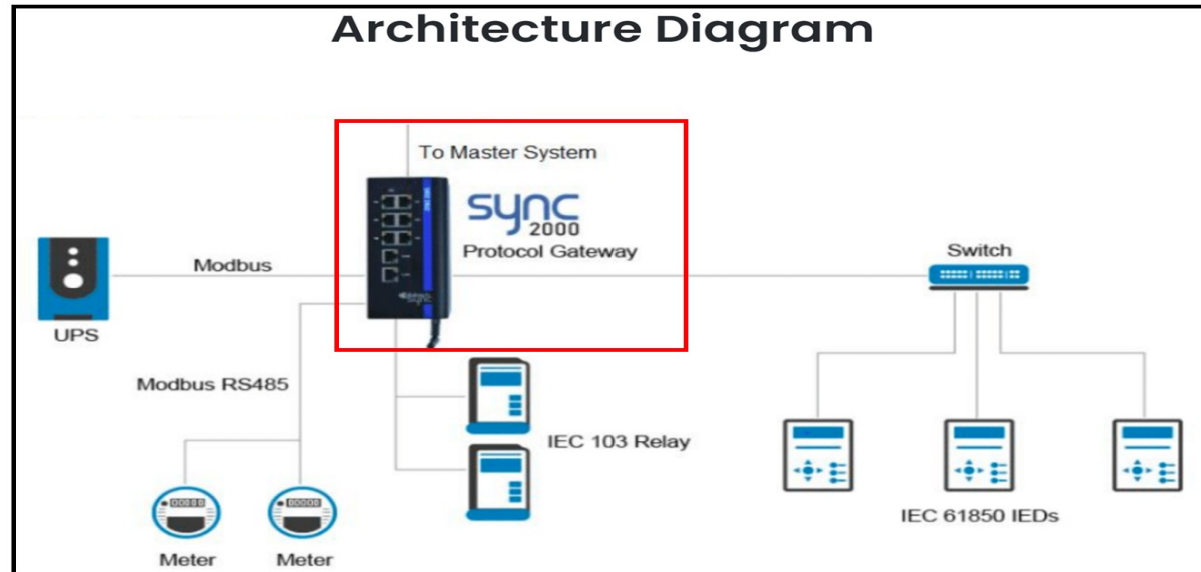 Architecture Diagram
To Master System
sync
2000
Protocol Gateway
Modbus
UPS
Switch
Modbus RS485
IEC 103 Relay
IEC 61850 IEDs
Meter
Meter